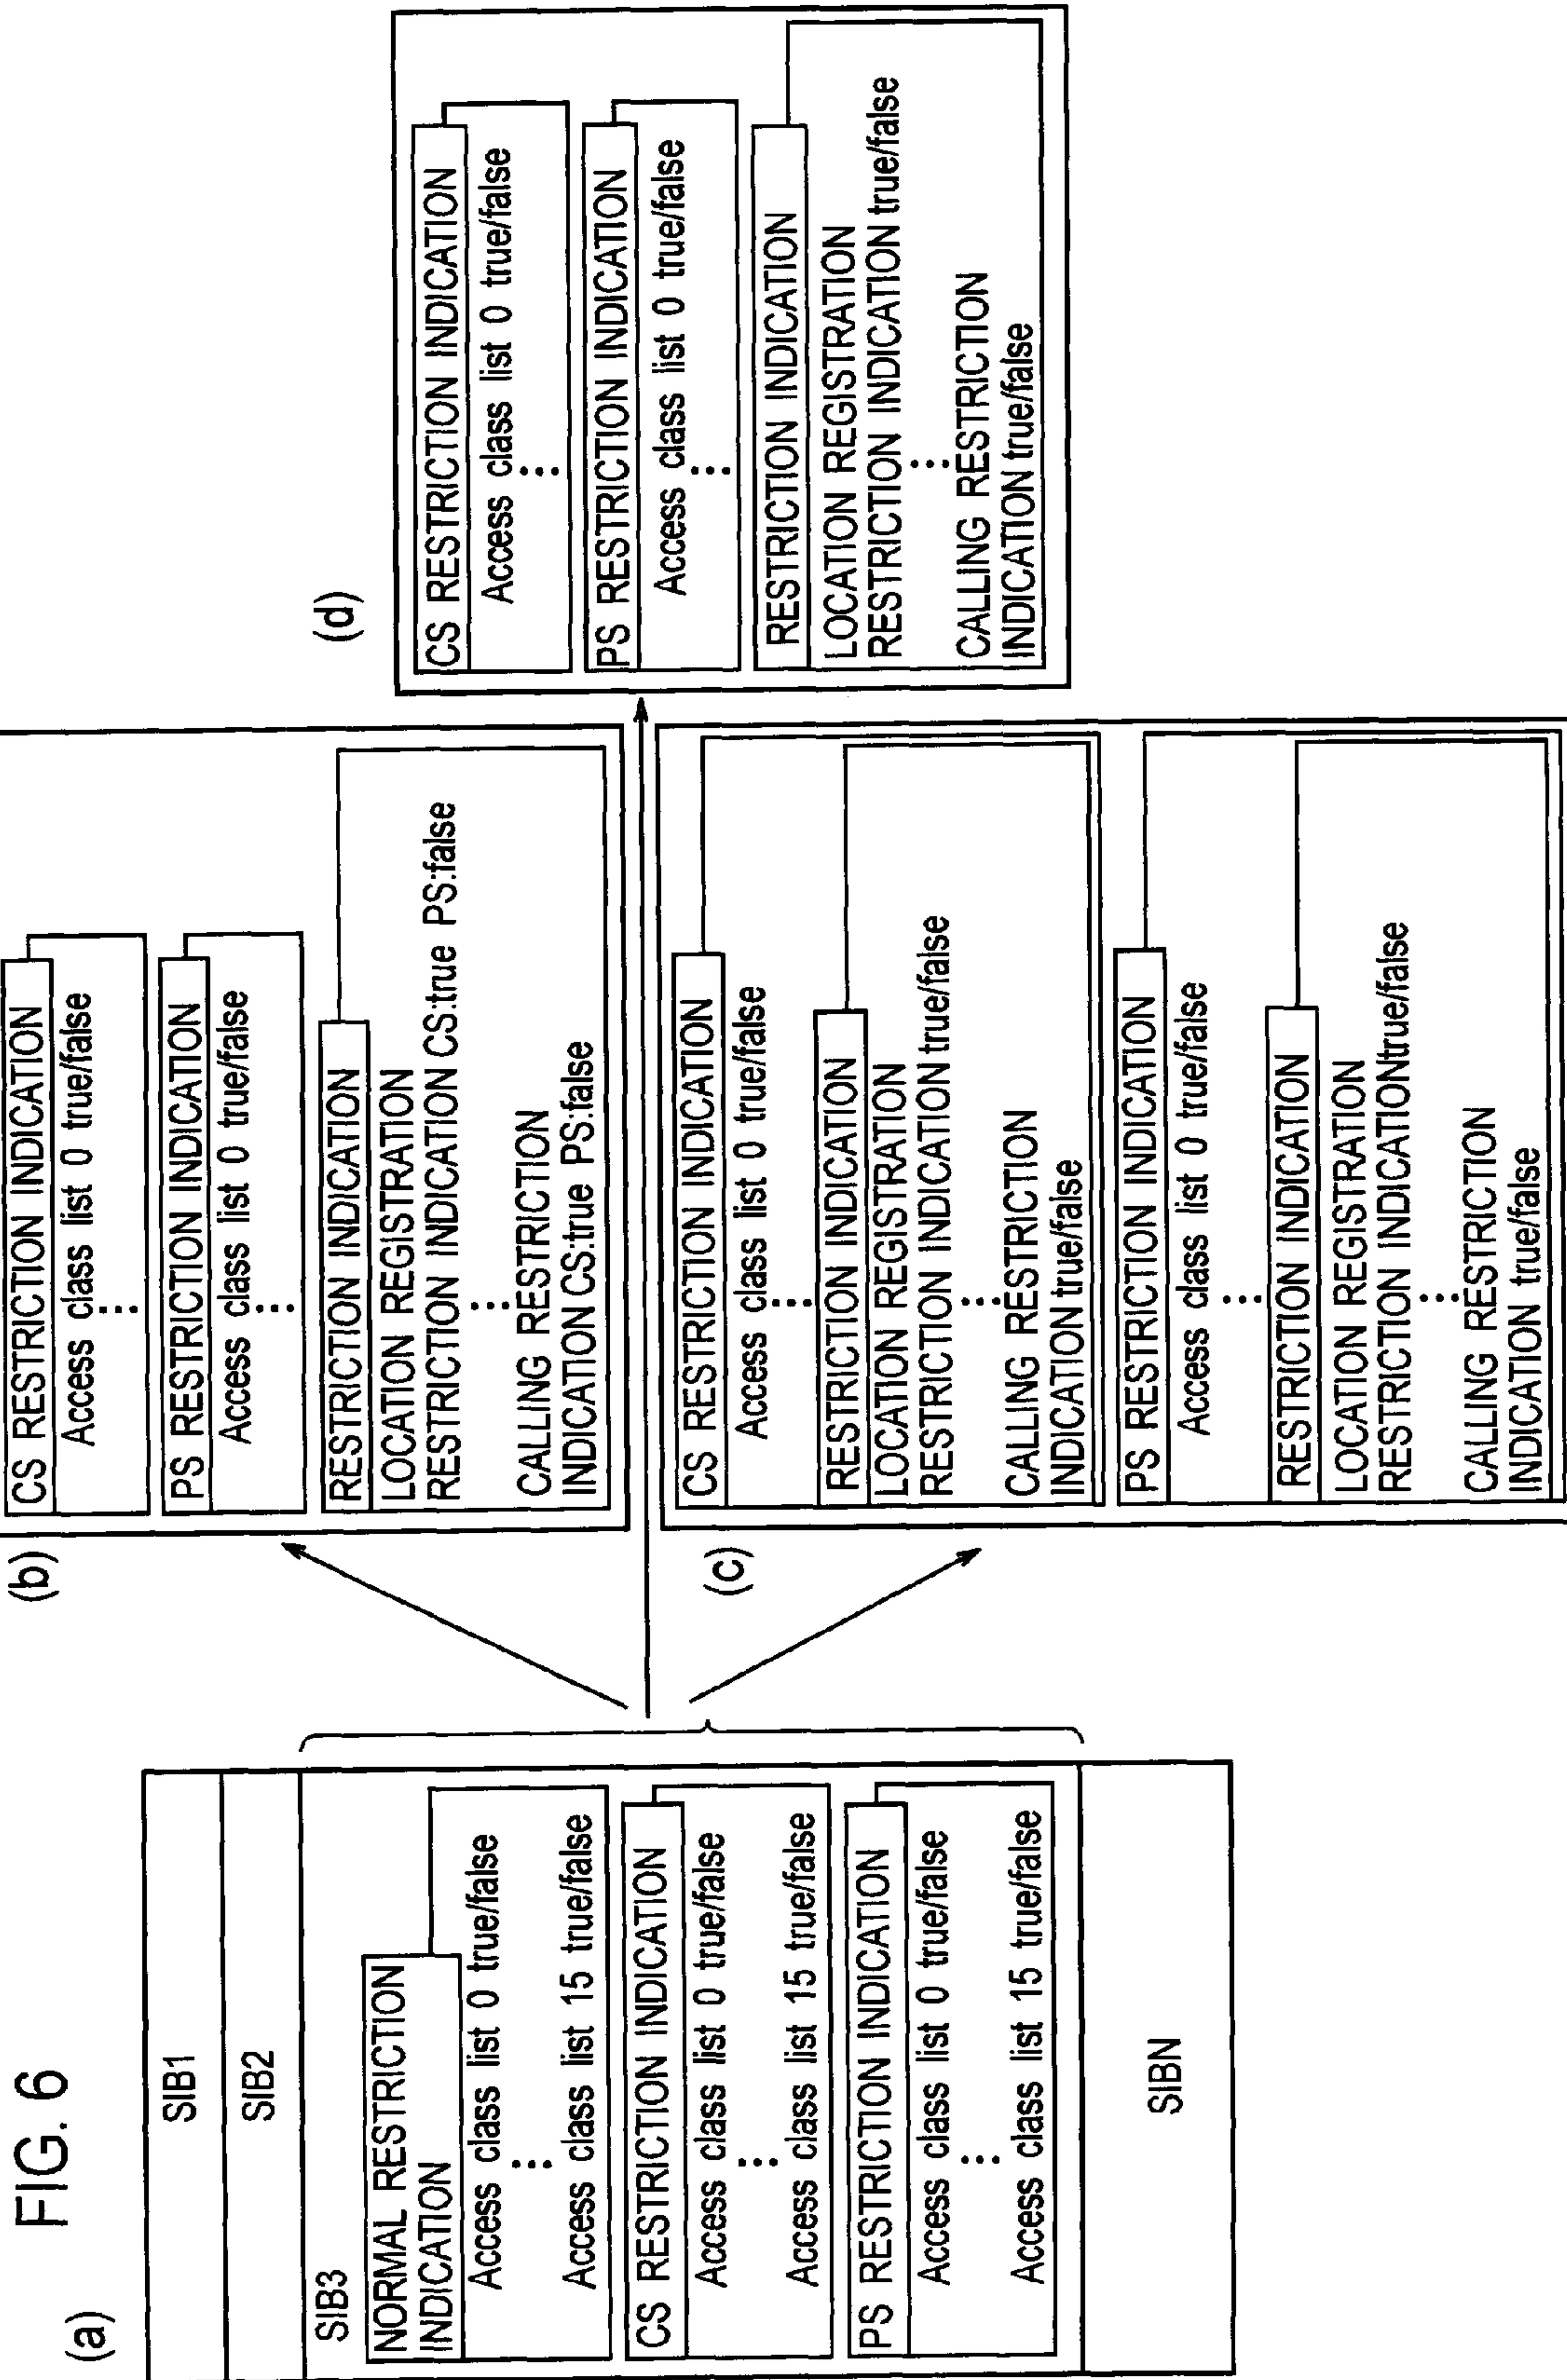 FIG. 6
(a)
SIB1
SIB2
SIB3
NORMAL RESTRICTION
INDICATION
Access class list 0 true/false
⋮
Access class list 15 true/false
CS RESTRICTION INDICATION
Access class list 0 true/false
⋮
Access class list 15 true/false
PS RESTRICTION INDICATION
Access class list 0 true/false
⋮
Access class list 15 true/false
SIBN
(b)
CS RESTRICTION INDICATION
Access class list 0 true/false
⋮
PS RESTRICTION INDICATION
Access class list 0 true/false
⋮
RESTRICTION INDICATION
LOCATION REGISTRATION
RESTRICTION INDICATION CS:true PS:false
⋮
CALLING RESTRICTION
INDICATION CS:true PS:false
(c)
CS RESTRICTION INDICATION
Access class list 0 true/false
⋮
RESTRICTION INDICATION
LOCATION REGISTRATION
RESTRICTION INDICATION true/false
⋮
CALLING RESTRICTION
INDICATION true/false
PS RESTRICTION INDICATION
Access class list 0 true/false
⋮
RESTRICTION INDICATION
LOCATION REGISTRATION
RESTRICTION INDICATIONtrue/false
⋮
CALLING RESTRICTION
INDICATION true/false
(d)
CS RESTRICTION INDICATION
Access class list 0 true/false
⋮
PS RESTRICTION INDICATION
Access class list 0 true/false
⋮
RESTRICTION INDICATION
LOCATION REGISTRATION
RESTRICTION INDICATION true/false
⋮
CALLING RESTRICTION
INDICATION true/false